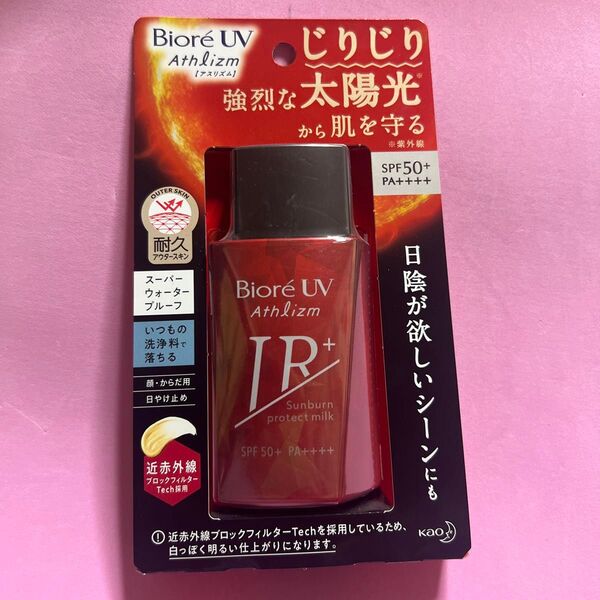 Bioré UV
Athlizm
【アスリズム】
じりじり
強烈な太陽光※
から肌を守る
※紫外線
SPF50+
PA++++
OUTER SKIN
耐久
アウタースキン
スーパー
ウォーター
プルーフ
いつもの
洗浄料で
落ちる
顔・からだ用
日やけ止め
近赤外線
ブロックフィルター
Tech採用
日陰が欲しいシーンにも
Bioré UV
Athlizm
IR+
Sunburn
protect milk
SPF 50+ PA++++
！近赤外線ブロックフィルターTechを採用しているため、
白っぽく明るい仕上がりになります。
Kao